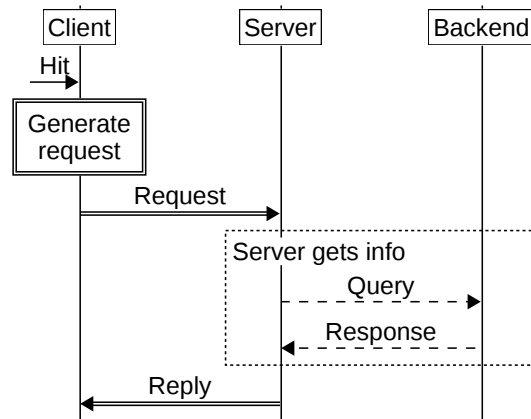 Client
Server
Backend
Hit
Generate
request
Request
Server gets info
Query
Response
Reply